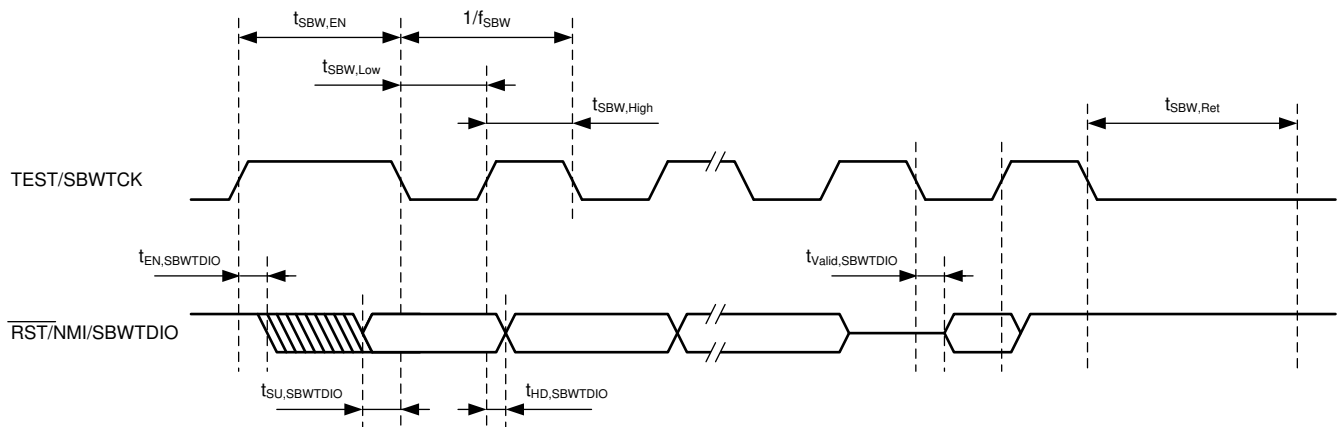 tSBW,EN
1/fSBW
tSBW,Low
tSBW,High
tSBW,Ret
TEST/SBWTCK
tEN,SBWTDIO
tValid,SBWTDIO
RST/NMI/SBWTDIO
tSU,SBWTDIO
tHD,SBWTDIO